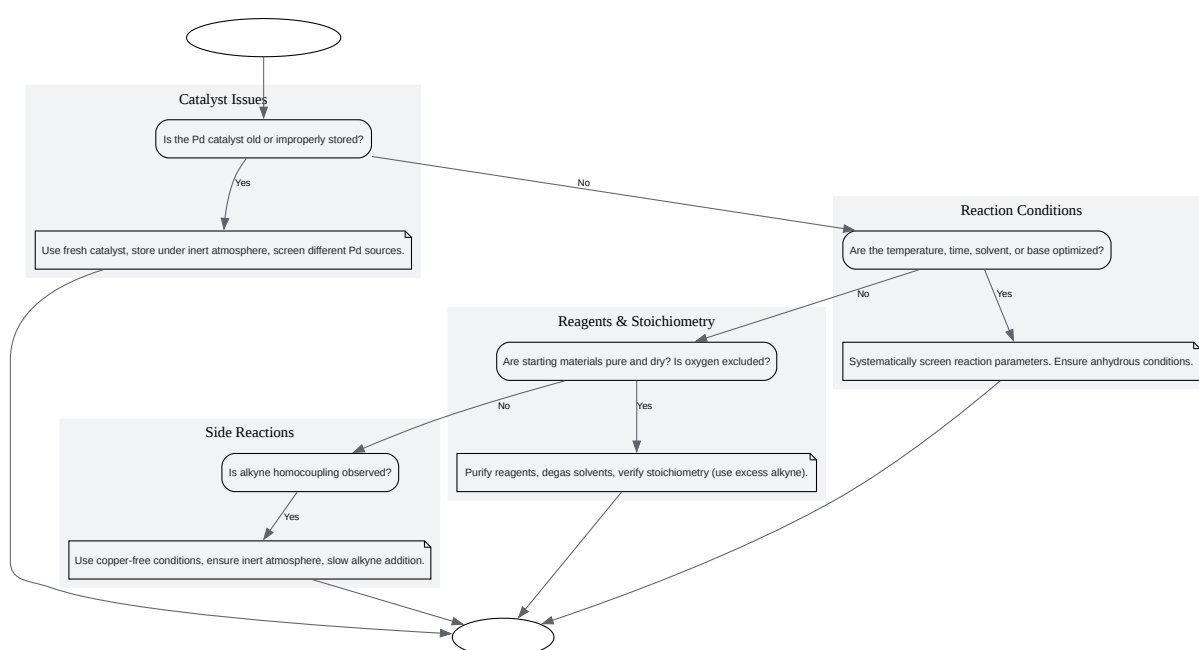 Catalyst Issues
Is the Pd catalyst old or improperly stored?
Yes
No
Use fresh catalyst, store under inert atmosphere, screen different Pd sources.
Reaction Conditions
Are the temperature, time, solvent, or base optimized?
No
Yes
Systematically screen reaction parameters. Ensure anhydrous conditions.
Reagents & Stoichiometry
Are starting materials pure and dry? Is oxygen excluded?
No
Yes
Purify reagents, degas solvents, verify stoichiometry (use excess alkyne).
Side Reactions
Is alkyne homocoupling observed?
Yes
Use copper-free conditions, ensure inert atmosphere, slow alkyne addition.